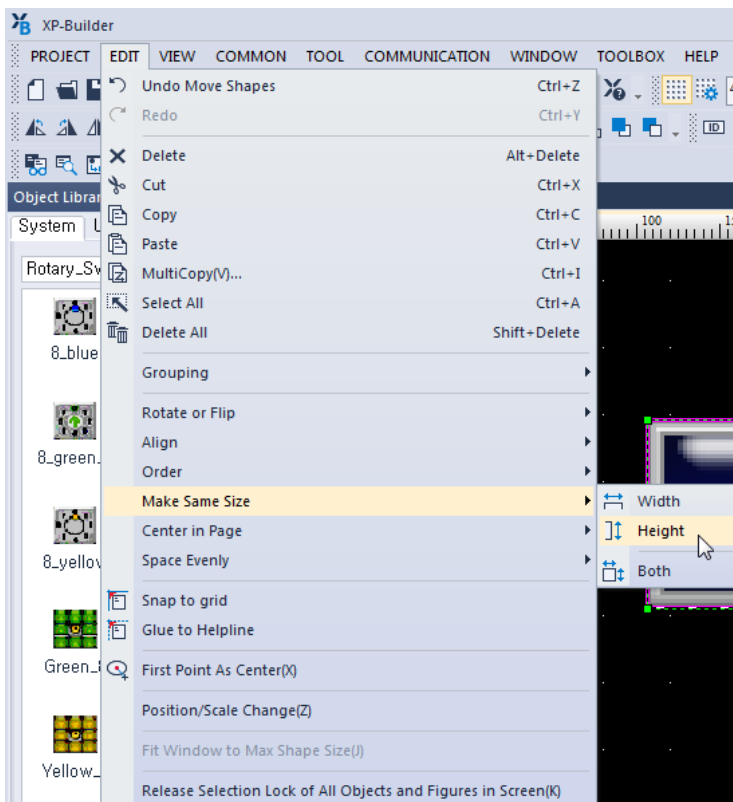 XP-Builder
PROJECT EDIT VIEW COMMON TOOL COMMUNICATION WINDOW TOOLBOX HELP
Undo Move Shapes Ctrl+Z
Redo Ctrl+Y
ID
Delete Alt+Delete
Cut Ctrl+X
Object Librar
Copy Ctrl+C
System
100
Paste Ctrl+V
Rotary_Sw
MultiCopy(V)... Ctrl+I
Select All Ctrl+A
Delete All Shift+Delete
8_blue
Grouping
Rotate or Flip
Align
8_green.
Order
Make Same Size
Width
Center in Page
Height
Space Evenly
8_yellow
Both
Snap to grid
Glue to Helpline
Green_8
First Point As Center(X)
Position/Scale Change(Z)
Fit Window to Max Shape Size(J)
Yellow_
Release Selection Lock of All Objects and Figures in Screen(K)